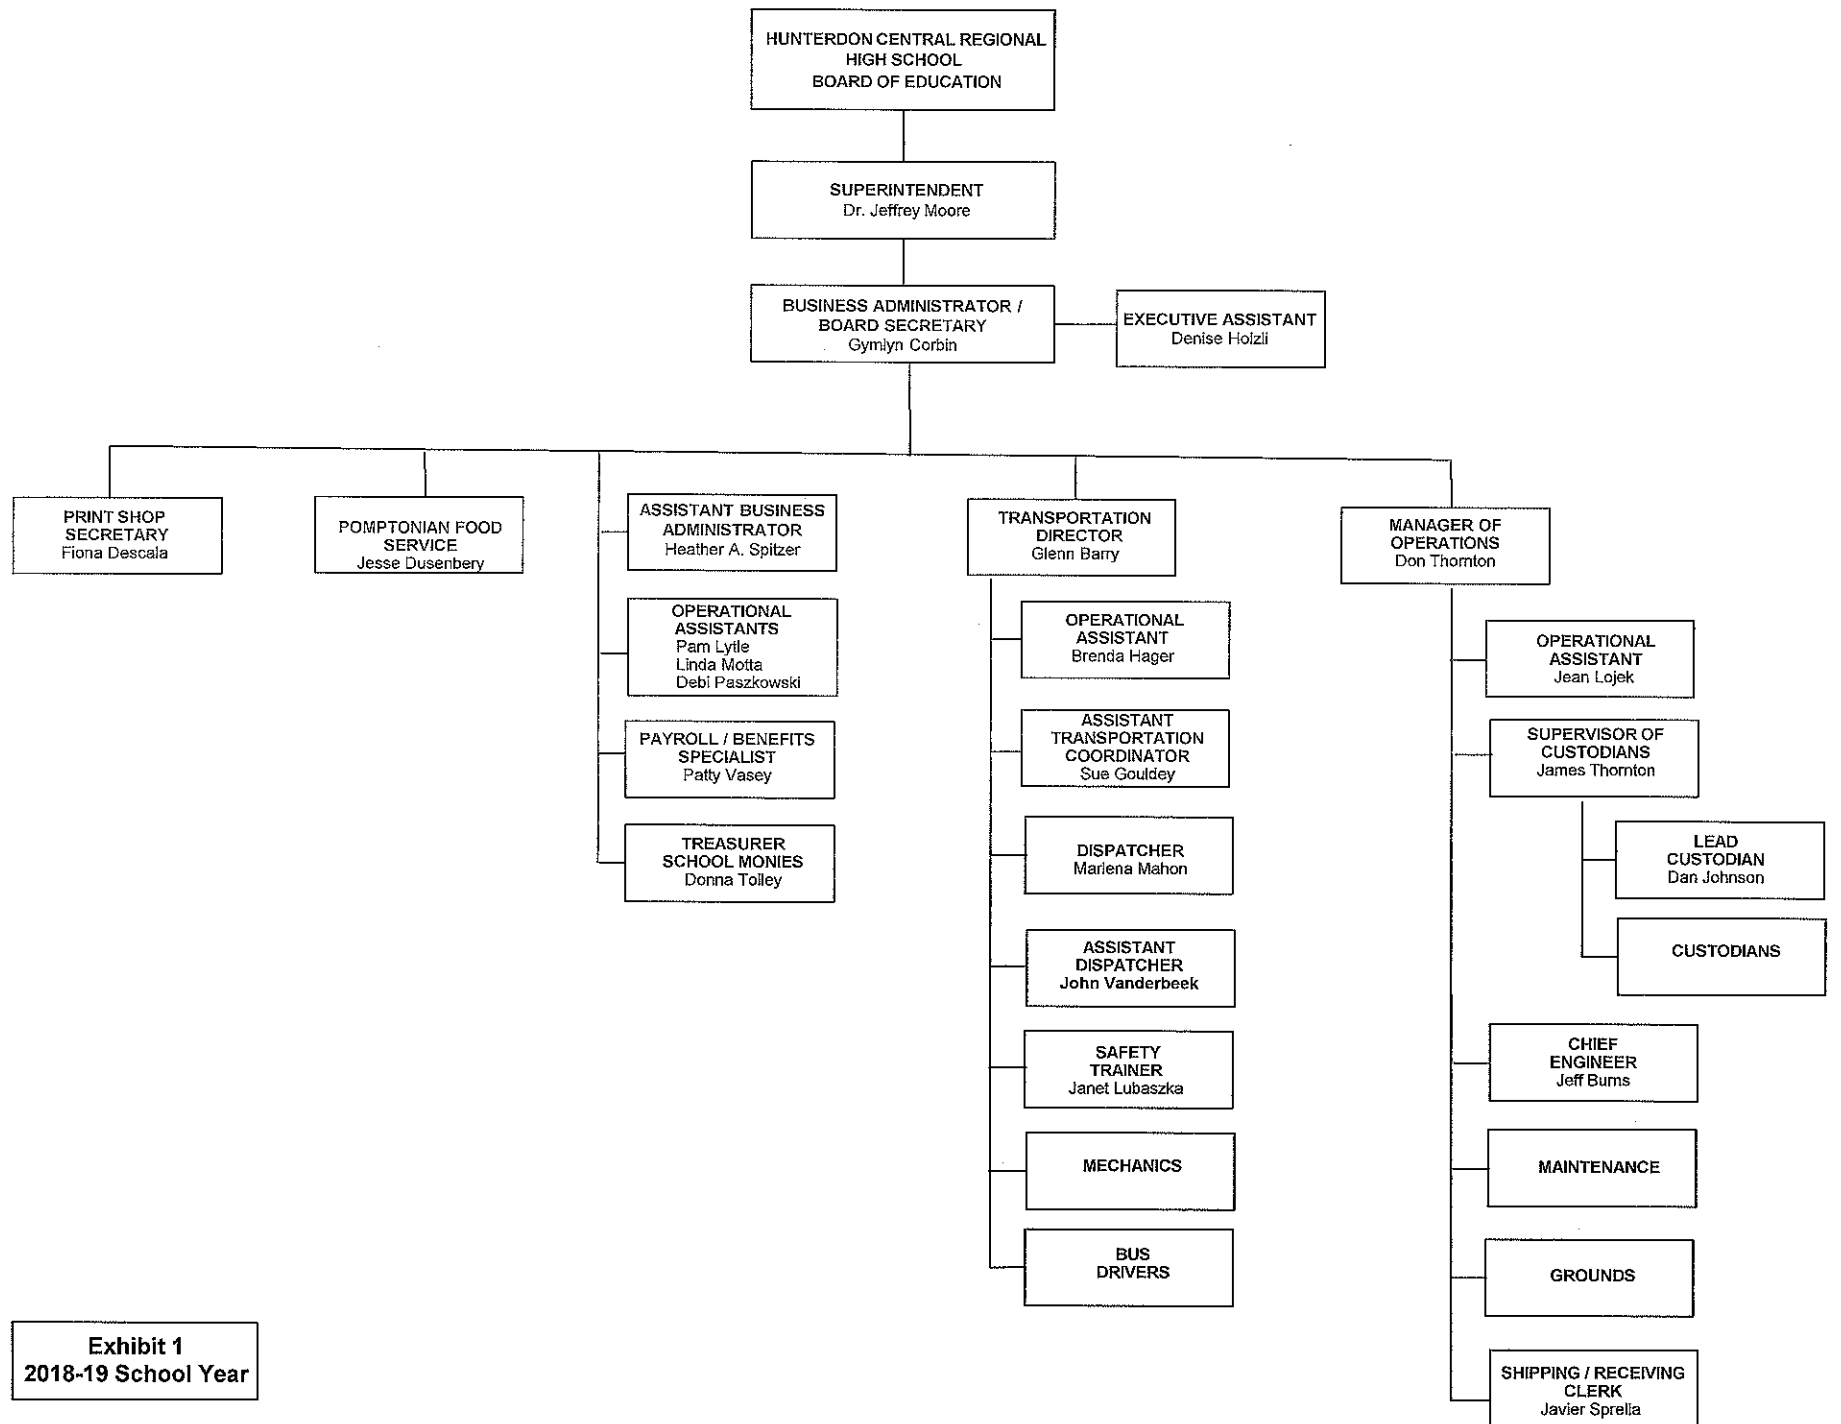 HUNTERDON CENTRAL REGIONAL
HIGH SCHOOL
BOARD OF EDUCATION
SUPERINTENDENT
Dr. Jeffrey Moore
BUSINESS ADMINISTRATOR /
BOARD SECRETARY
Gymlyn Corbin
EXECUTIVE ASSISTANT
Denise Holzli
PRINT SHOP
SECRETARY
Fiona Descala
POMPTONIAN FOOD
SERVICE
Jesse Dusenbery
ASSISTANT BUSINESS
ADMINISTRATOR
Heather A. Spitzer
OPERATIONAL
ASSISTANTS
Pam Lytle
Linda Motta
Debi Paszkowski
PAYROLL / BENEFITS
SPECIALIST
Patty Vasey
TREASURER
SCHOOL MONIES
Donna Tolley
TRANSPORTATION
DIRECTOR
Glenn Barry
OPERATIONAL
ASSISTANT
Brenda Hager
ASSISTANT
TRANSPORTATION
COORDINATOR
Sue Gouldey
DISPATCHER
Marlena Mahon
ASSISTANT
DISPATCHER
John Vanderbeek
SAFETY
TRAINER
Janet Lubaszka
MECHANICS
BUS
DRIVERS
MANAGER OF
OPERATIONS
Don Thornton
OPERATIONAL
ASSISTANT
Jean Lojek
SUPERVISOR OF
CUSTODIANS
James Thornton
LEAD
CUSTODIAN
Dan Johnson
CUSTODIANS
CHIEF
ENGINEER
Jeff Burns
MAINTENANCE
GROUNDS
SHIPPING / RECEIVING
CLERK
Javier Sprella
Exhibit 1
2018-19 School Year